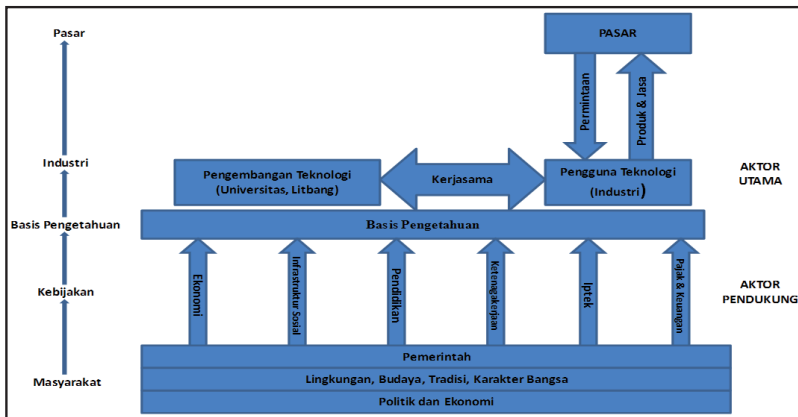 Pasar
PASAR
Permintaan
Produk & Jasa
Industri
Pengembangan Teknologi
(Universitas, Litbang)
Kerjasama
Pengguna Teknologi
(Industri)
AKTOR
UTAMA
Basis Pengetahuan
Basis Pengetahuan
Kebijakan
Ekonomi
Infrastruktur Sosial
Pendidikan
Ketenagakerjaan
Iptek
Pajak & Keuangan
AKTOR
PENDUKUNG
Masyarakat
Pemerintah
Lingkungan, Budaya, Tradisi, Karakter Bangsa
Politik dan Ekonomi